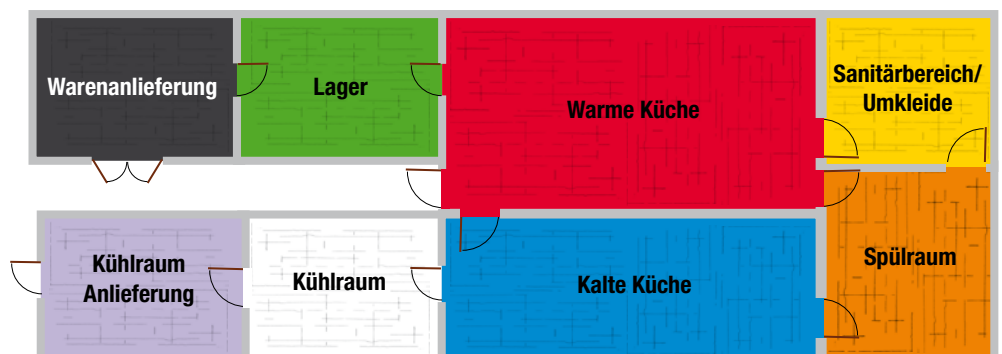 Warenanlieferung
Lager
Warme Küche
Sanitärbereich/
Umkleide
Kühlraum
Anlieferung
Kühlraum
Kalte Küche
Spülraum